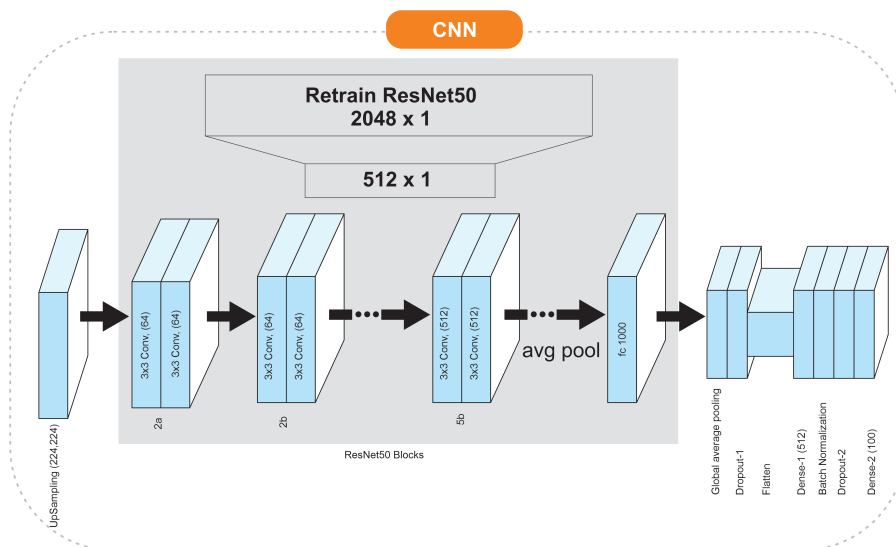 CNN
Retrain ResNet50
2048 x 1
512 x 1
UpSampling (224,224)
3x3 Conv, (64)
3x3 Conv, (64)
2a
3x3 Conv, (64)
3x3 Conv, (64)
2b
3x3 Conv, (512)
3x3 Conv, (512)
5b
avg pool
fc 1000
ResNet50 Blocks
Global average pooling
Dropout-1
Flatten
Dense-1 (512)
Batch Normalization
Dropout-2
Dense-2 (100)